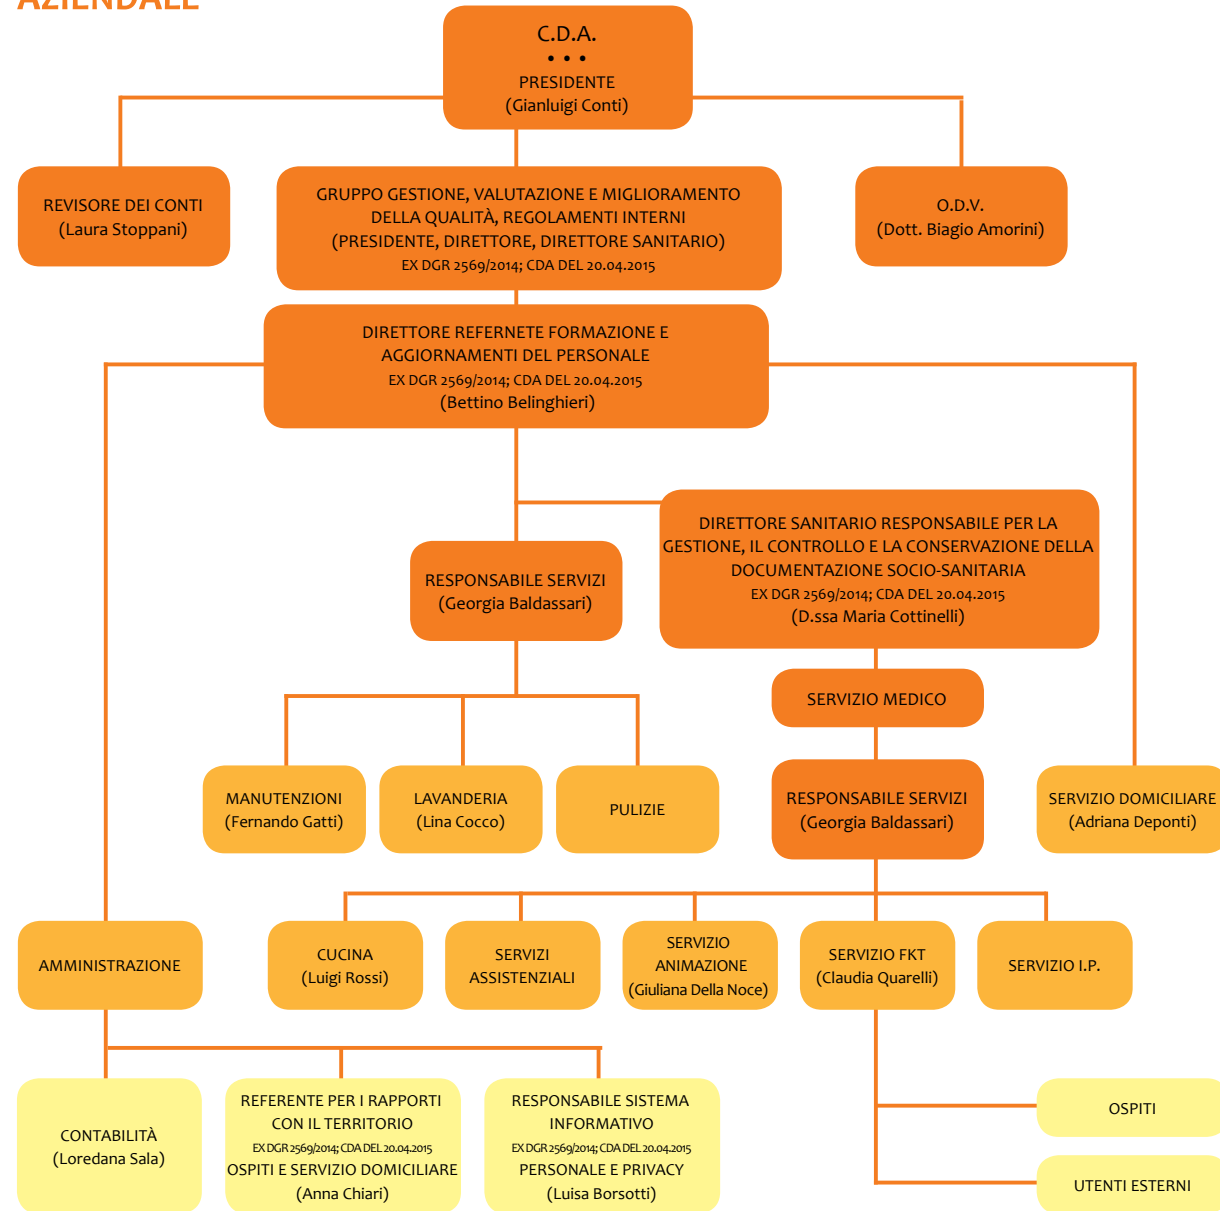 AZIENDALE
C.D.A.
• • •
PRESIDENTE
(Gianluigi Conti)
REVISORE DEI CONTI
(Laura Stoppani)
GRUPPO GESTIONE, VALUTAZIONE E MIGLIORAMENTO
DELLA QUALITÀ, REGOLAMENTI INTERNI
(PRESIDENTE, DIRETTORE, DIRETTORE SANITARIO)
EX DGR 2569/2014; CDA DEL 20.04.2015
O.D.V.
(Dott. Biagio Amorini)
DIRETTORE REFERNETE FORMAZIONE E
AGGIORNAMENTI DEL PERSONALE
EX DGR 2569/2014; CDA DEL 20.04.2015
(Bettino Belinghieri)
DIRETTORE SANITARIO RESPONSABILE PER LA
GESTIONE, IL CONTROLLO E LA CONSERVAZIONE DELLA
DOCUMENTAZIONE SOCIO-SANITARIA
EX DGR 2569/2014; CDA DEL 20.04.2015
(D.ssa Maria Cottinelli)
RESPONSABILE SERVIZI
(Georgia Baldassari)
SERVIZIO MEDICO
MANUTENZIONI
(Fernando Gatti)
LAVANDERIA
(Lina Cocco)
PULIZIE
RESPONSABILE SERVIZI
(Georgia Baldassari)
SERVIZIO DOMICILIARE
(Adriana Deponti)
AMMINISTRAZIONE
CUCINA
(Luigi Rossi)
SERVIZI
ASSISTENZIALI
SERVIZIO
ANIMAZIONE
(Giuliana Della Noce)
SERVIZIO FKT
(Claudia Quarelli)
SERVIZIO I.P.
CONTABILITÀ
(Loredana Sala)
REFERENTE PER I RAPPORTI
CON IL TERRITORIO
EX DGR 2569/2014; CDA DEL 20.04.2015
OSPITI E SERVIZIO DOMICILIARE
(Anna Chiari)
RESPONSABILE SISTEMA
INFORMATIVO
EX DGR 2569/2014; CDA DEL 20.04.2015
PERSONALE E PRIVACY
(Luisa Borsotti)
OSPITI
UTENTI ESTERNI